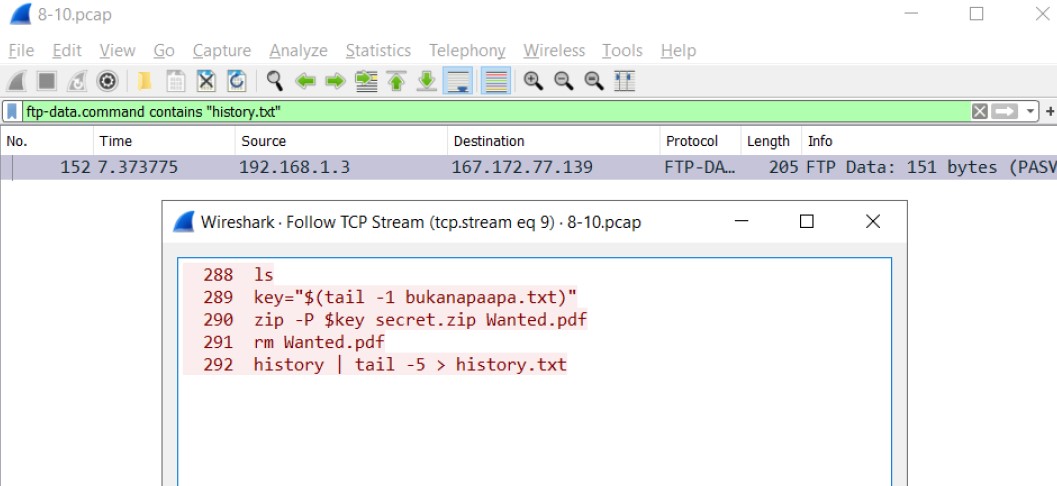 8-10.pcap
File Edit View Go Capture Analyze Statistics Telephony Wireless Tools Help
ftp-data.command contains "history.txt"
No. Time Source Destination Protocol Length Info
152 7.373775 192.168.1.3 167.172.77.139 FTP-DA… 205 FTP Data: 151 bytes (PASV
Wireshark · Follow TCP Stream (tcp.stream eq 9) · 8-10.pcap
288 ls
289 key="$(tail -1 bukanapaapa.txt)"
290 zip -P $key secret.zip Wanted.pdf
291 rm Wanted.pdf
292 history | tail -5 > history.txt